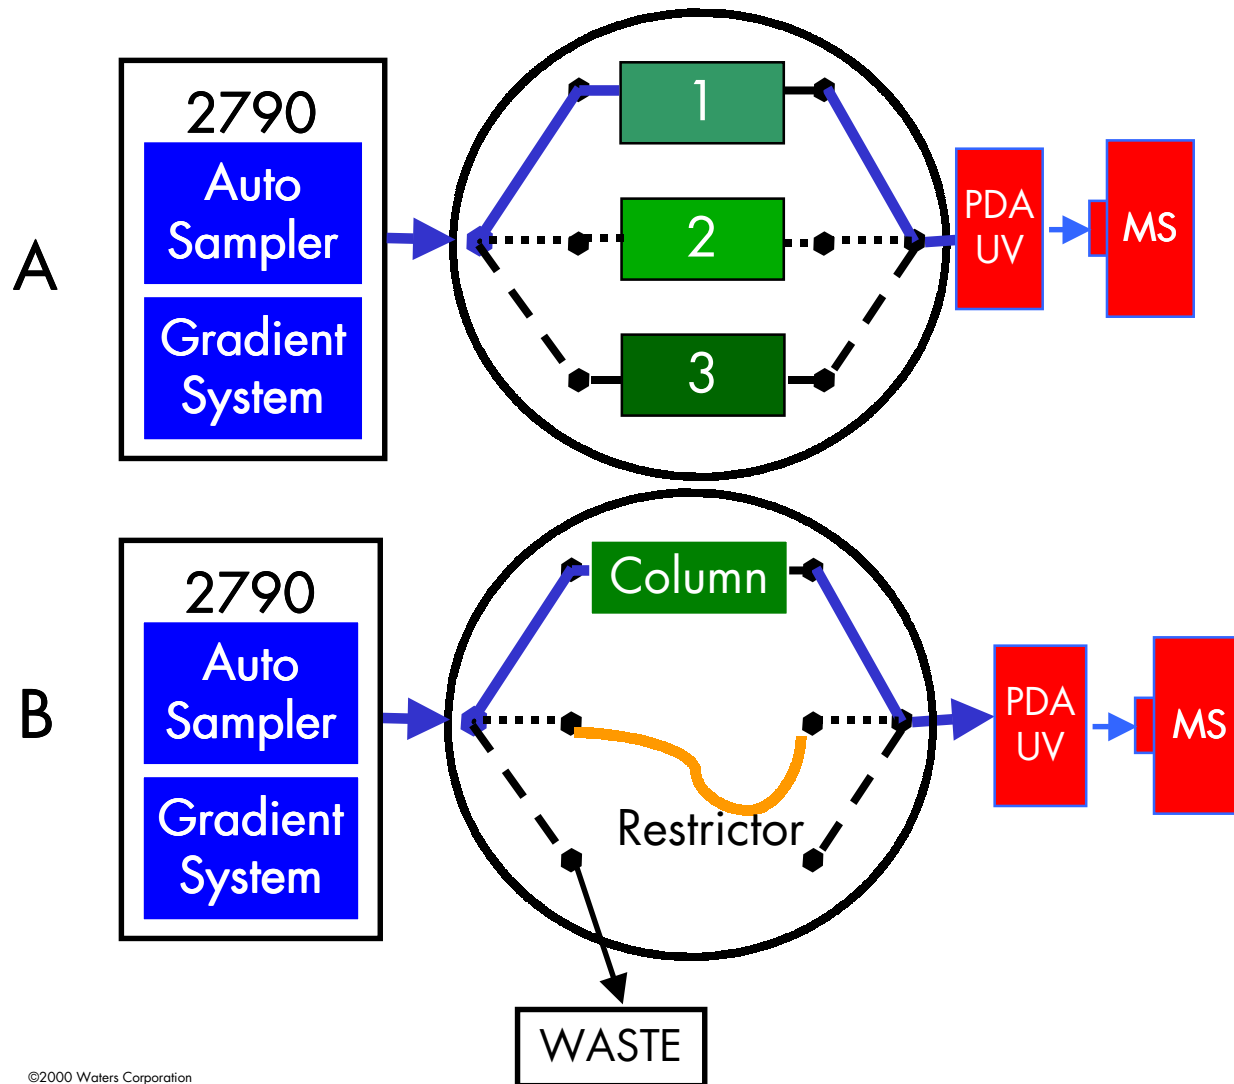 A
2790
Auto
Sampler
Gradient
System
1
2
3
PDA
UV
MS
B
2790
Auto
Sampler
Gradient
System
Column
Restrictor
PDA
UV
MS
WASTE
©2000 Waters Corporation